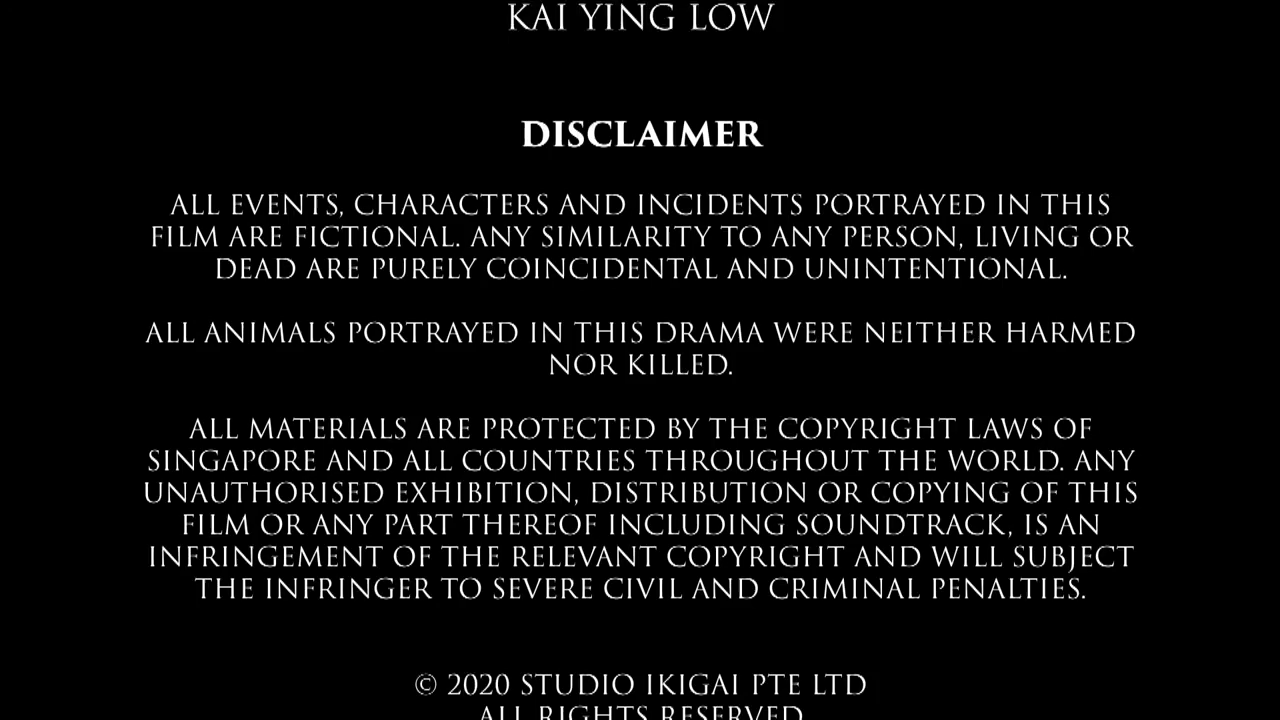 KAI YING LOW
DISCLAIMER
ALL EVENTS, CHARACTERS AND INCIDENTS PORTRAYED IN THIS
FILM ARE FICTIONAL. ANY SIMILARITY TO ANY PERSON, LIVING OR
DEAD ARE PURELY COINCIDENTAL AND UNINTENTIONAL.
ALL ANIMALS PORTRAYED IN THIS DRAMA WERE NEITHER HARMED
NOR KILLED.
ALL MATERIALS ARE PROTECTED BY THE COPYRIGHT LAWS OF
SINGAPORE AND ALL COUNTRIES THROUGHOUT THE WORLD. ANY
UNAUTHORISED EXHIBITION, DISTRIBUTION OR COPYING OF THIS
FILM OR ANY PART THEREOF INCLUDING SOUNDTRACK, IS AN
INFRINGEMENT OF THE RELEVANT COPYRIGHT AND WILL SUBJECT
THE INFRINGER TO SEVERE CIVIL AND CRIMINAL PENALTIES.
© 2020 STUDIO IKIGAI PTE LTD
ALL RIGHTS RESERVED